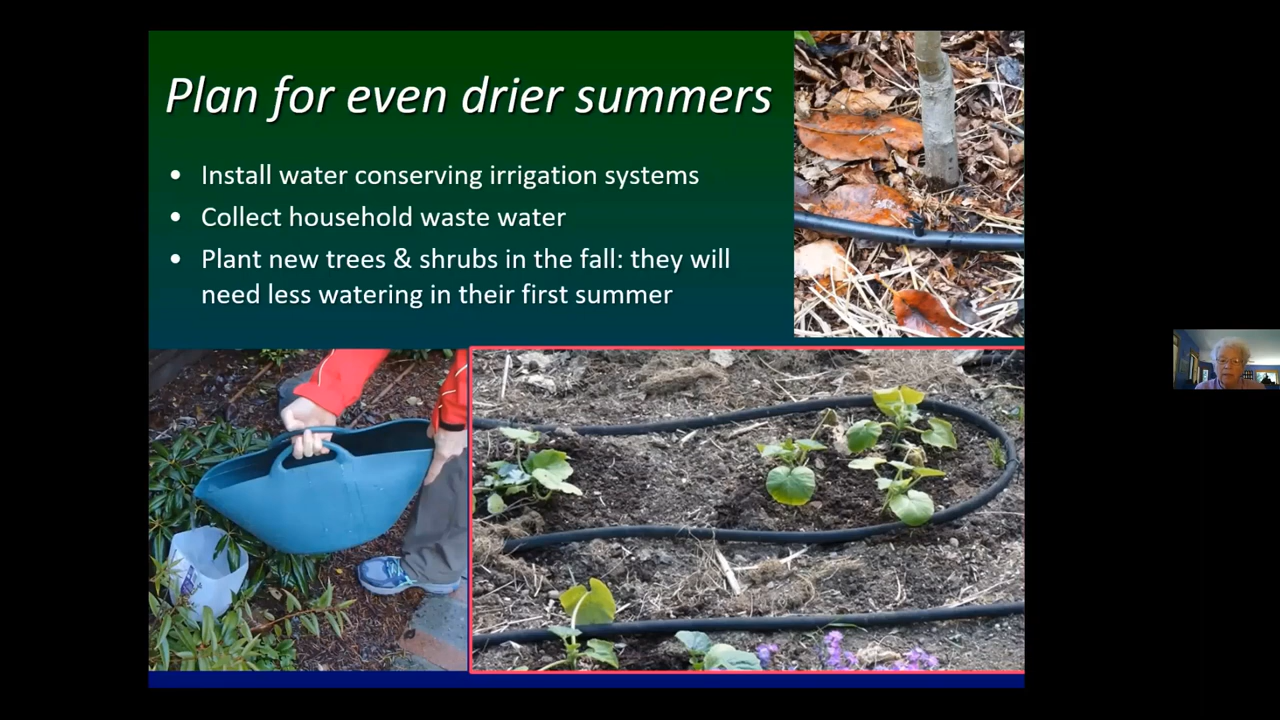 Plan for even drier summers
• Install water conserving irrigation systems
• Collect household waste water
• Plant new trees & shrubs in the fall: they will
need less watering in their first summer